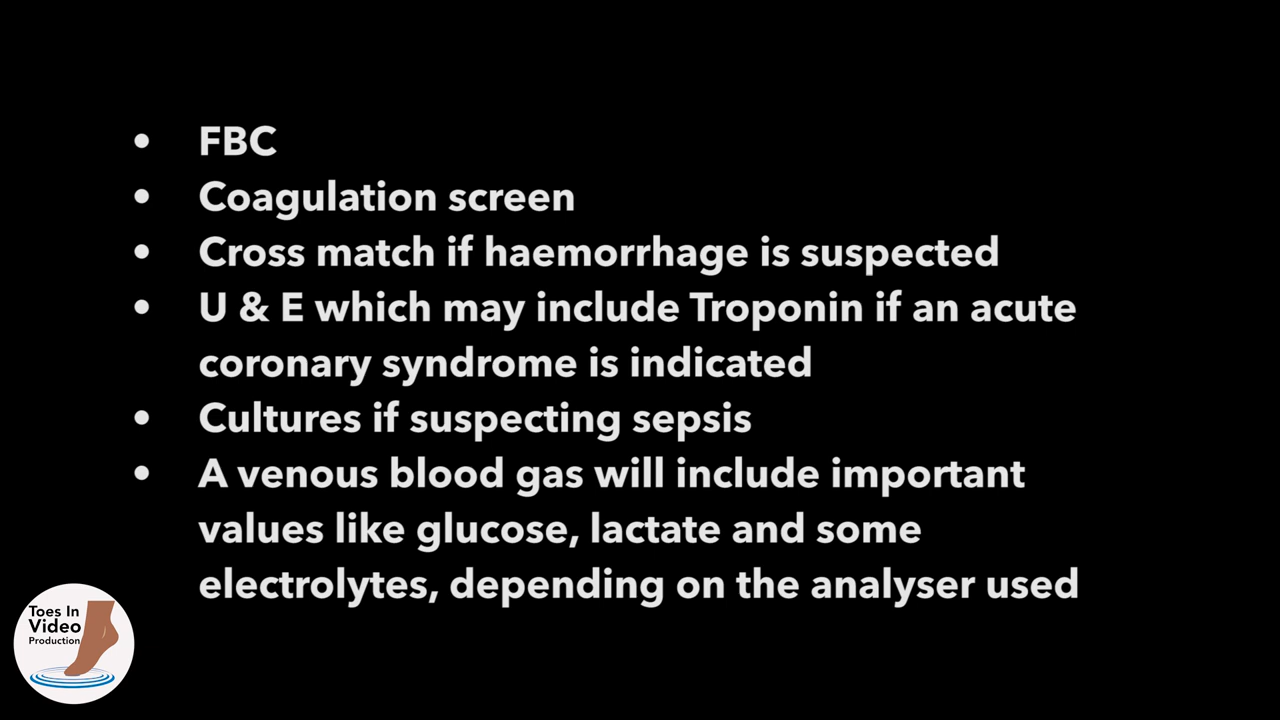 • FBC
• Coagulation screen
• Cross match if haemorrhage is suspected
• U & E which may include Troponin if an acute
coronary syndrome is indicated
• Cultures if suspecting sepsis
• A venous blood gas will include important
values like glucose, lactate and some
electrolytes, depending on the analyser used
Toes In
Video
Production